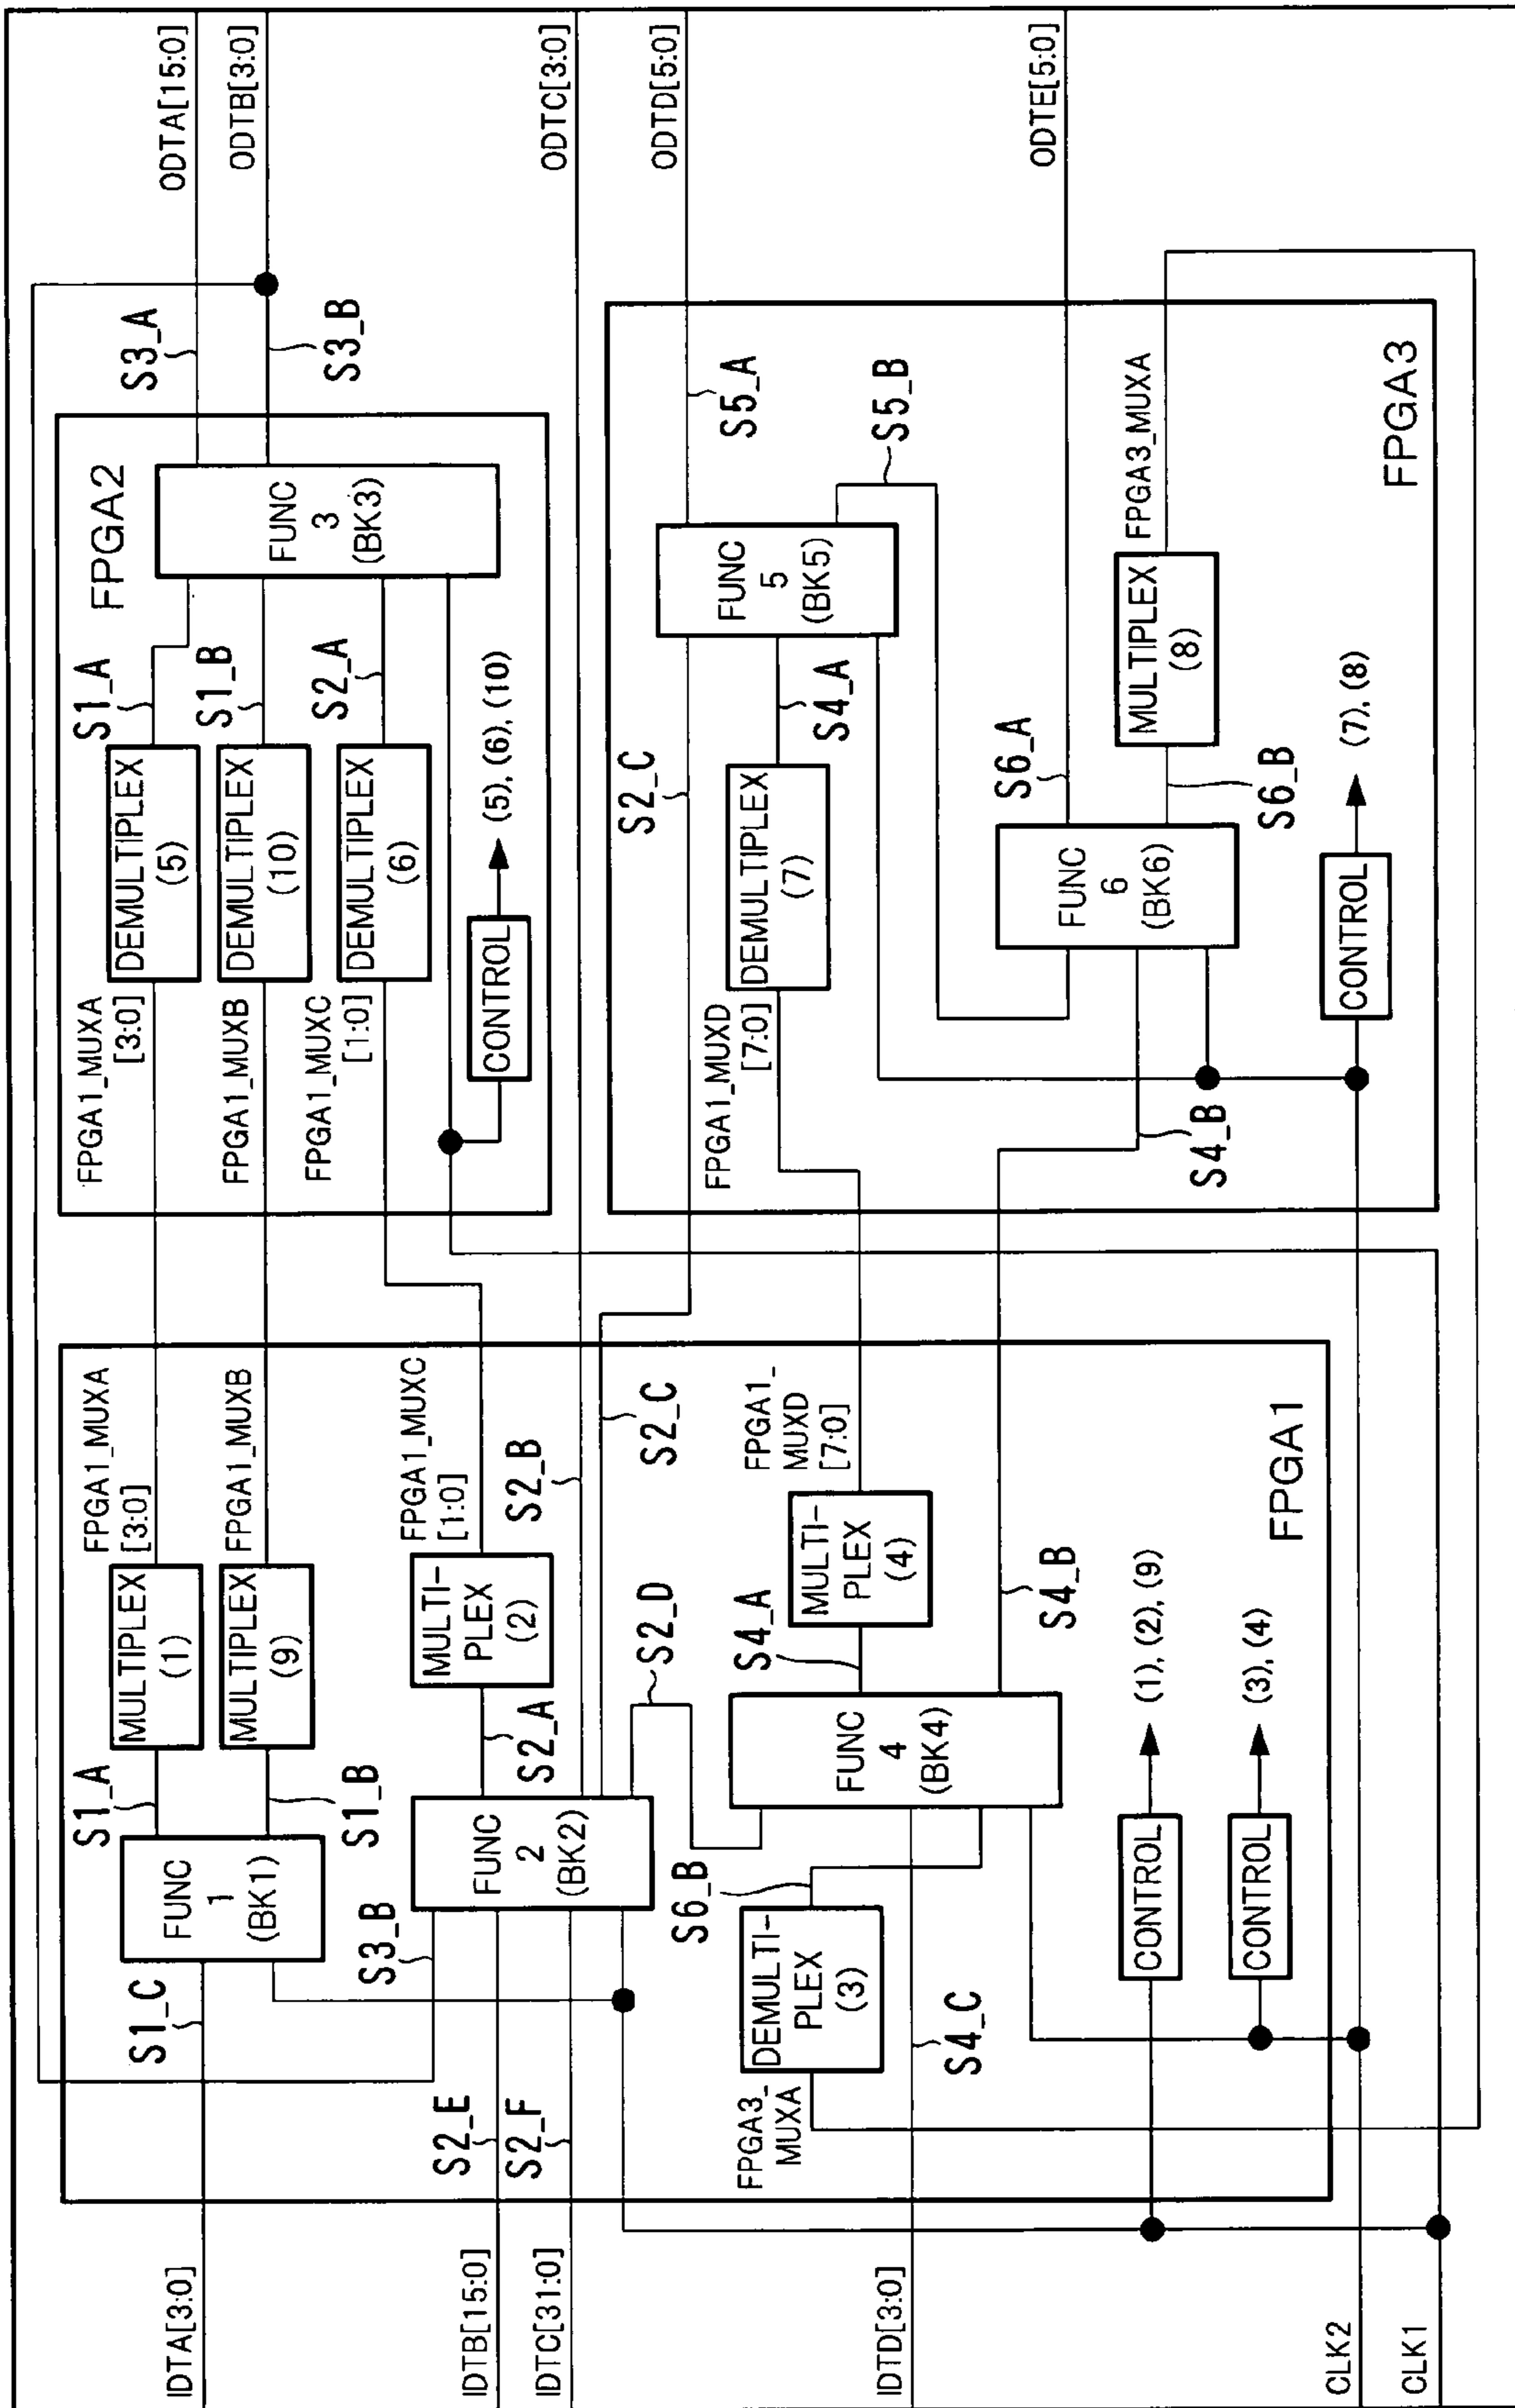 IDTA[3:0]
IDTB[15:0]
IDTC[31:0]
IDTD[3:0]
CLK2
CLK1
FPGA1
S1_C
FUNC
1
(BK1)
S1_A
S1_B
MULTIPLEX
(1)
MULTIPLEX
(9)
FPGA1_MUXA
[3:0]
FPGA1_MUXB
S3_B
S2_E
S2_F
FUNC
2
(BK2)
S2_A
MULTI-
PLEX
(2)
FPGA1_MUXC
[1:0]
S2_B
S2_C
S2_D
FPGA3_
MUXA
DEMULTI-
PLEX
(3)
S6_B
S4_C
FUNC
4
(BK4)
S4_A
MULTI-
PLEX
(4)
FPGA1_
MUXD
[7:0]
S4_B
CONTROL
(1), (2), (9)
CONTROL
(3), (4)
FPGA2
FPGA1_MUXA
[3:0]
FPGA1_MUXB
FPGA1_MUXC
[1:0]
DEMULTIPLEX
(5)
DEMULTIPLEX
(10)
DEMULTIPLEX
(6)
S1_A
S1_B
S2_A
CONTROL
(5), (6), (10)
FUNC
3
(BK3)
S3_A
S3_B
FPGA3
S2_C
FPGA1_MUXD
[7:0]
DEMULTIPLEX
(7)
S4_A
FUNC
5
(BK5)
S5_A
S5_B
S4_B
FUNC
6
(BK6)
S6_A
S6_B
MULTIPLEX
(8)
FPGA3_MUXA
CONTROL
(7), (8)
ODTA[15:0]
ODTB[3:0]
ODTC[3:0]
ODTD[5:0]
ODTE[5:0]